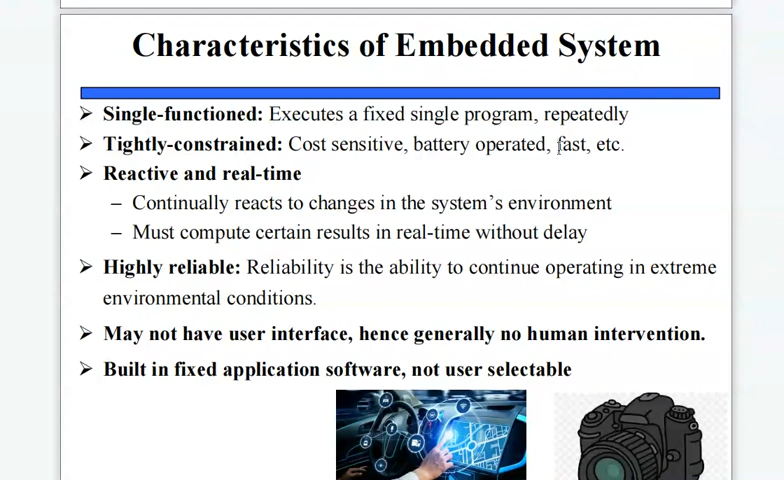 Characteristics of Embedded System
➢ Single-functioned: Executes a fixed single program, repeatedly
➢ Tightly-constrained: Cost sensitive, battery operated, fast, etc.
➢ Reactive and real-time
– Continually reacts to changes in the system’s environment
– Must compute certain results in real-time without delay
➢ Highly reliable: Reliability is the ability to continue operating in extreme
environmental conditions.
➢ May not have user interface, hence generally no human intervention.
➢ Built in fixed application software, not user selectable